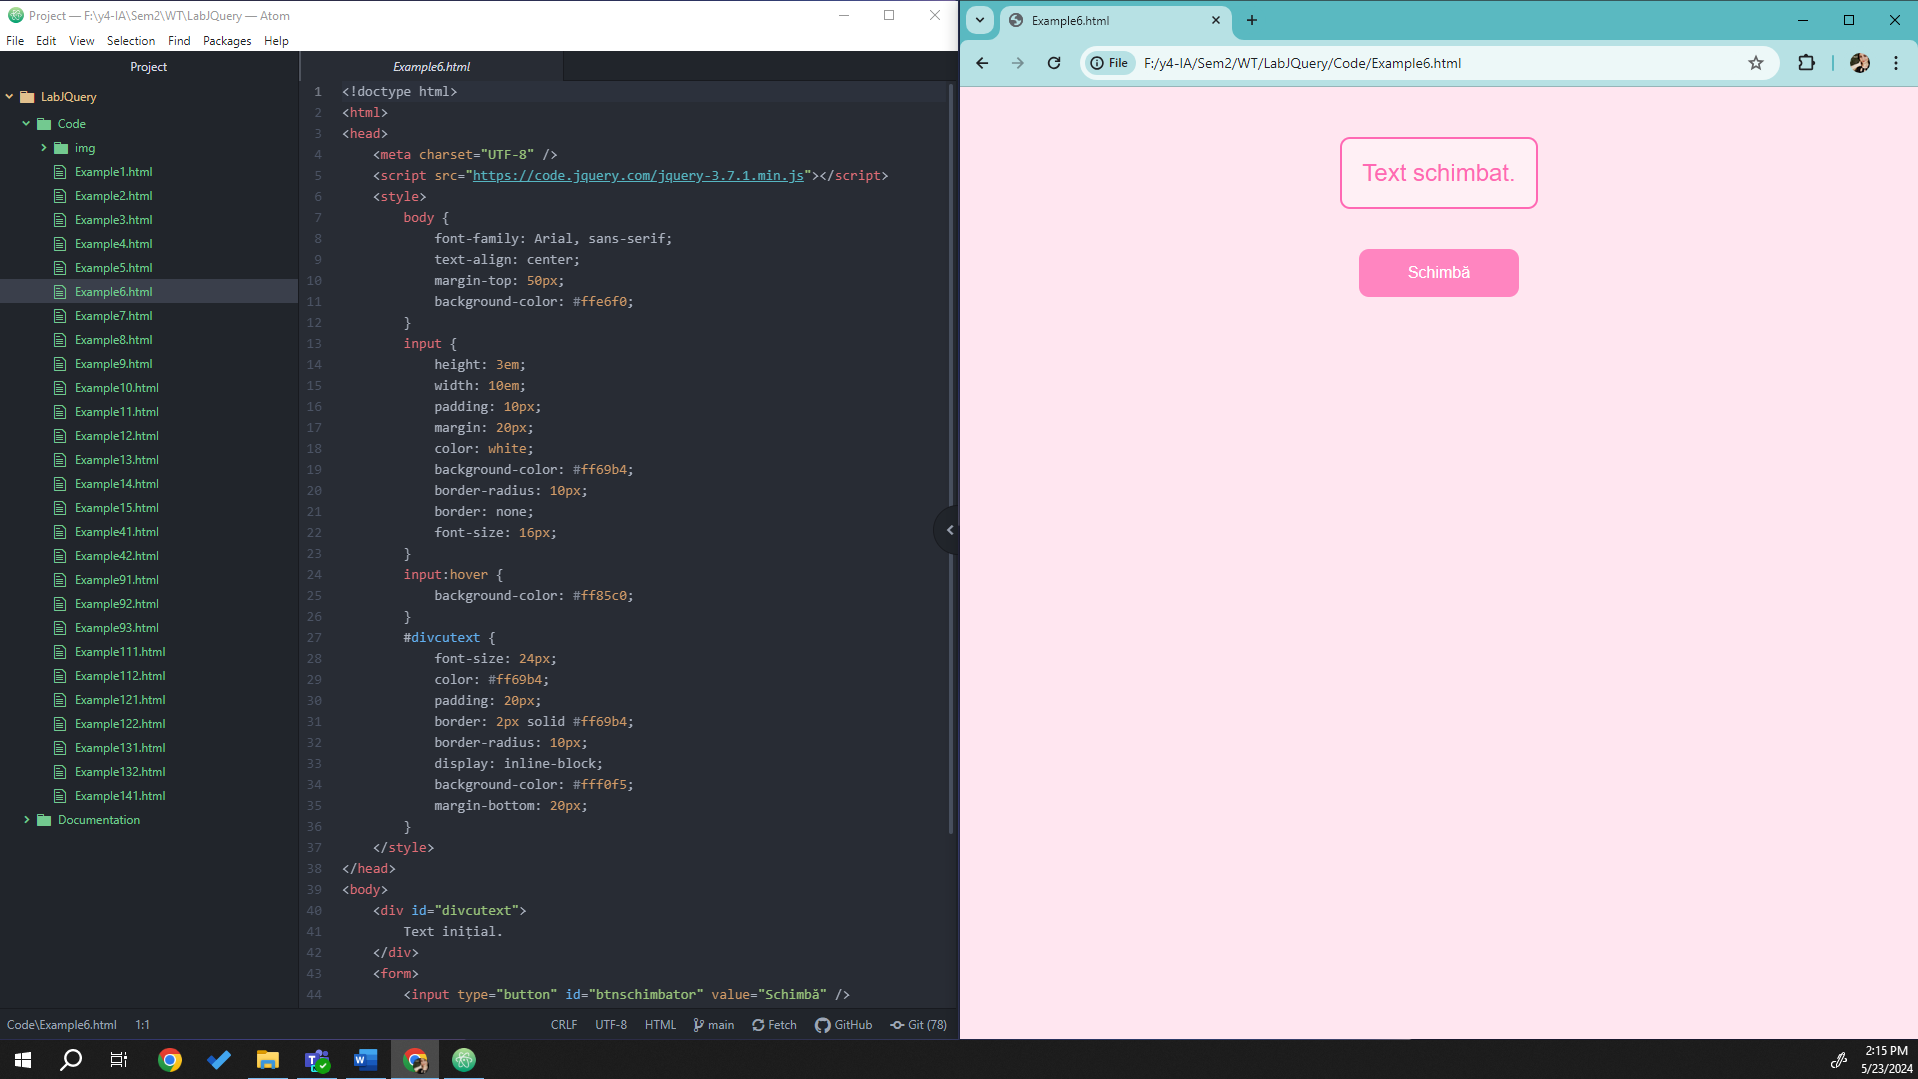 Project — F:\y4-IA\Sem2\WT\LabJQuery — Atom
File Edit View Selection Find Packages Help
Project
LabJQuery
Code
img
Example1.html
Example2.html
Example3.html
Example4.html
Example5.html
Example6.html
Example7.html
Example8.html
Example9.html
Example10.html
Example11.html
Example12.html
Example13.html
Example14.html
Example15.html
Example41.html
Example42.html
Example91.html
Example92.html
Example93.html
Example111.html
Example112.html
Example121.html
Example122.html
Example131.html
Example132.html
Example141.html
Documentation
Example6.html
1 <!doctype html>
2 <html>
3 <head>
4 <meta charset="UTF-8" />
5 <script src="https://code.jquery.com/jquery-3.7.1.min.js"></script>
6 <style>
7 body {
8 font-family: Arial, sans-serif;
9 text-align: center;
10 margin-top: 50px;
11 background-color: #ffe6f0;
12 }
13 input {
14 height: 3em;
15 width: 10em;
16 padding: 10px;
17 margin: 20px;
18 color: white;
19 background-color: #ff69b4;
20 border-radius: 10px;
21 border: none;
22 font-size: 16px;
23 }
24 input:hover {
25 background-color: #ff85c0;
26 }
27 #divcutext {
28 font-size: 24px;
29 color: #ff69b4;
30 padding: 20px;
31 border: 2px solid #ff69b4;
32 border-radius: 10px;
33 display: inline-block;
34 background-color: #fff0f5;
35 margin-bottom: 20px;
36 }
37 </style>
38 </head>
39 <body>
40 <div id="divcutext">
41 Text inițial.
42 </div>
43 <form>
44 <input type="button" id="btnschimbator" value="Schimbă" />
Code\Example6.html 1:1 CRLF UTF-8 HTML main Fetch GitHub Git (78)
Example6.html
File F:/y4-IA/Sem2/WT/LabJQuery/Code/Example6.html
Text schimbat.
Schimbă
2:15 PM
5/23/2024